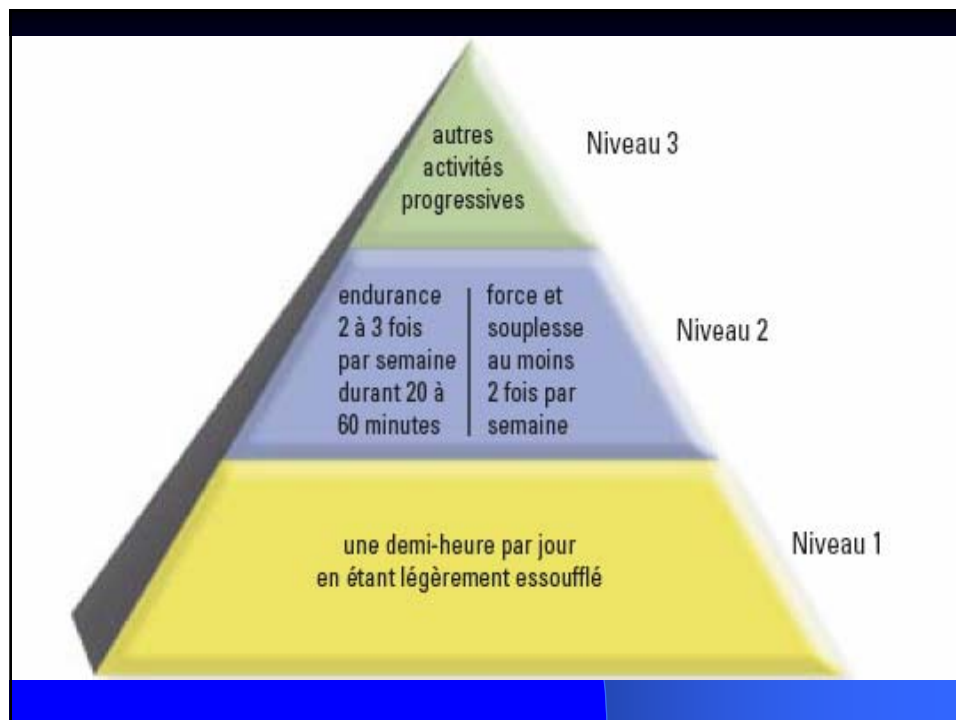 autres
activités
progressives
Niveau 3
endurance
2 à 3 fois
par semaine
durant 20 à
60 minutes
force et
souplesse
au moins
2 fois par
semaine
Niveau 2
une demi-heure par jour
en étant légèrement essoufflé
Niveau 1